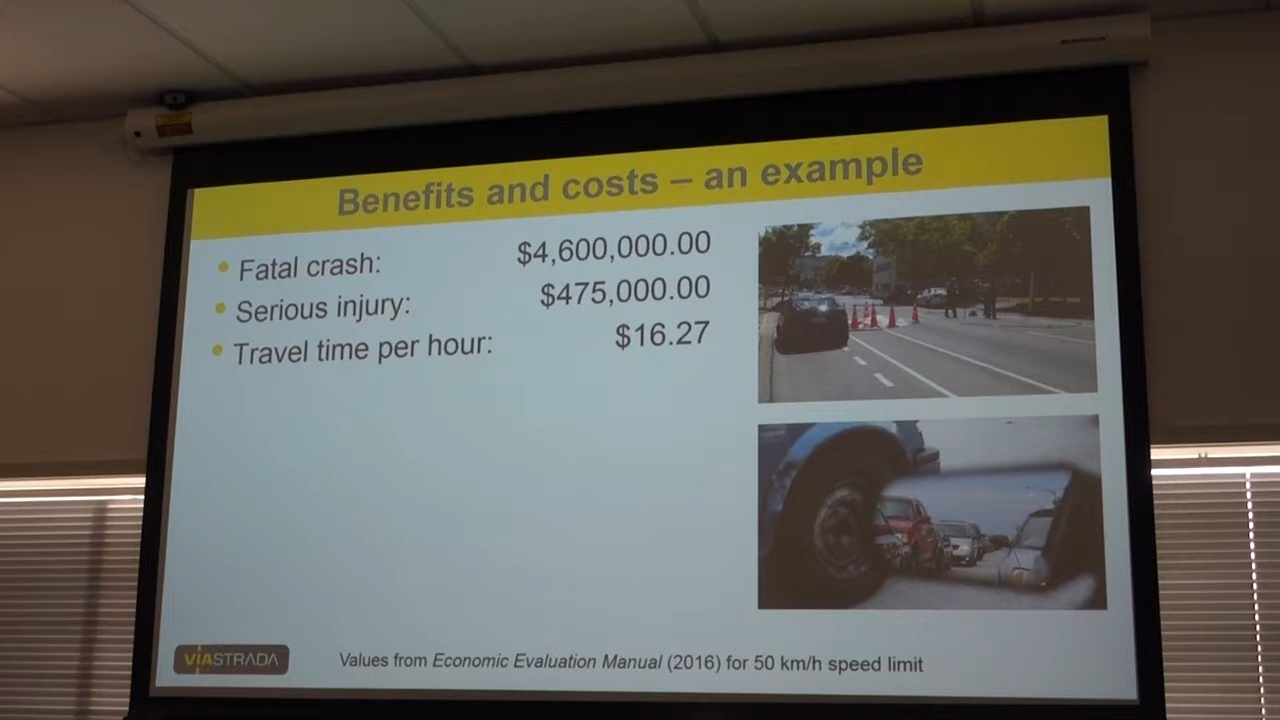 Benefits and costs – an example
Fatal crash: $4,600,000.00
Serious injury: $475,000.00
Travel time per hour: $16.27
VIASTRADA
Values from Economic Evaluation Manual (2016) for 50 km/h speed limit